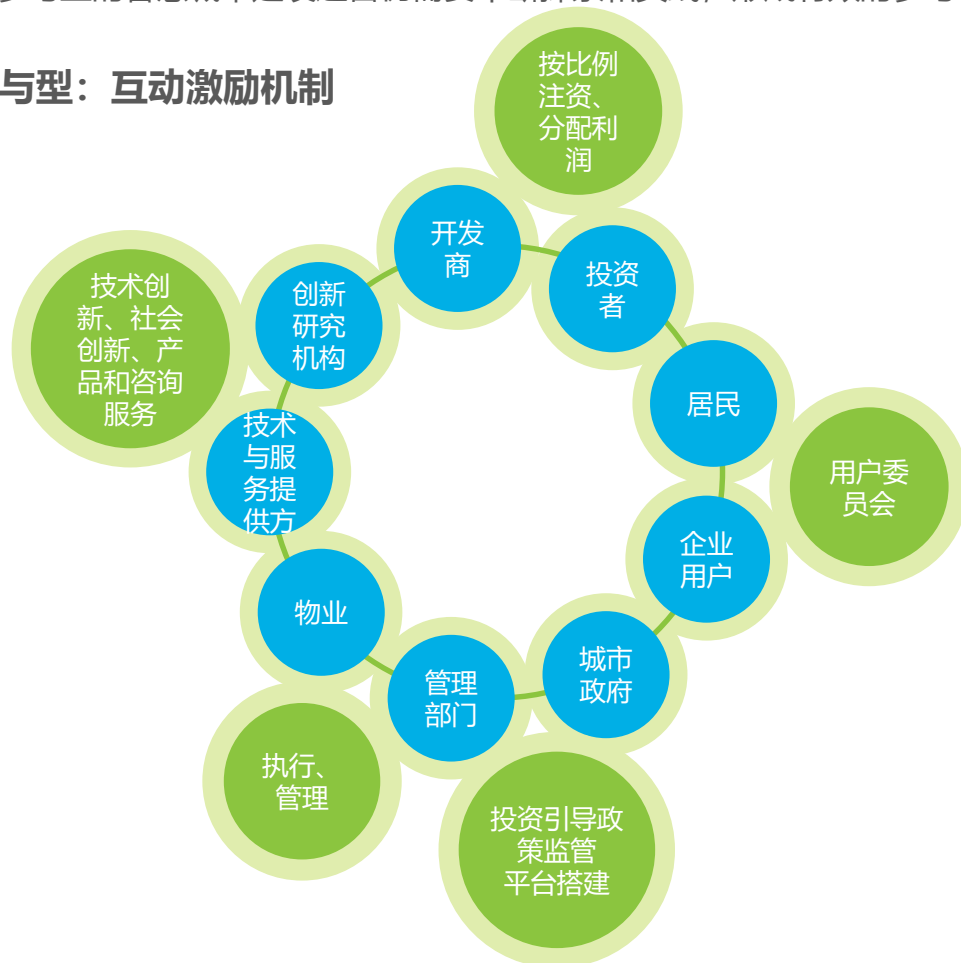 与型：互动激励机制
按比例
注资、
分配利
润
开发
商
投资
者
创新
研究
机构
技术创
新、社会
创新、产
品和咨询
服务
居民
技术
与服
务提
供方
用户委
员会
企业
用户
物业
城市
政府
管理
部门
执行、
管理
投资引导政
策监管
平台搭建